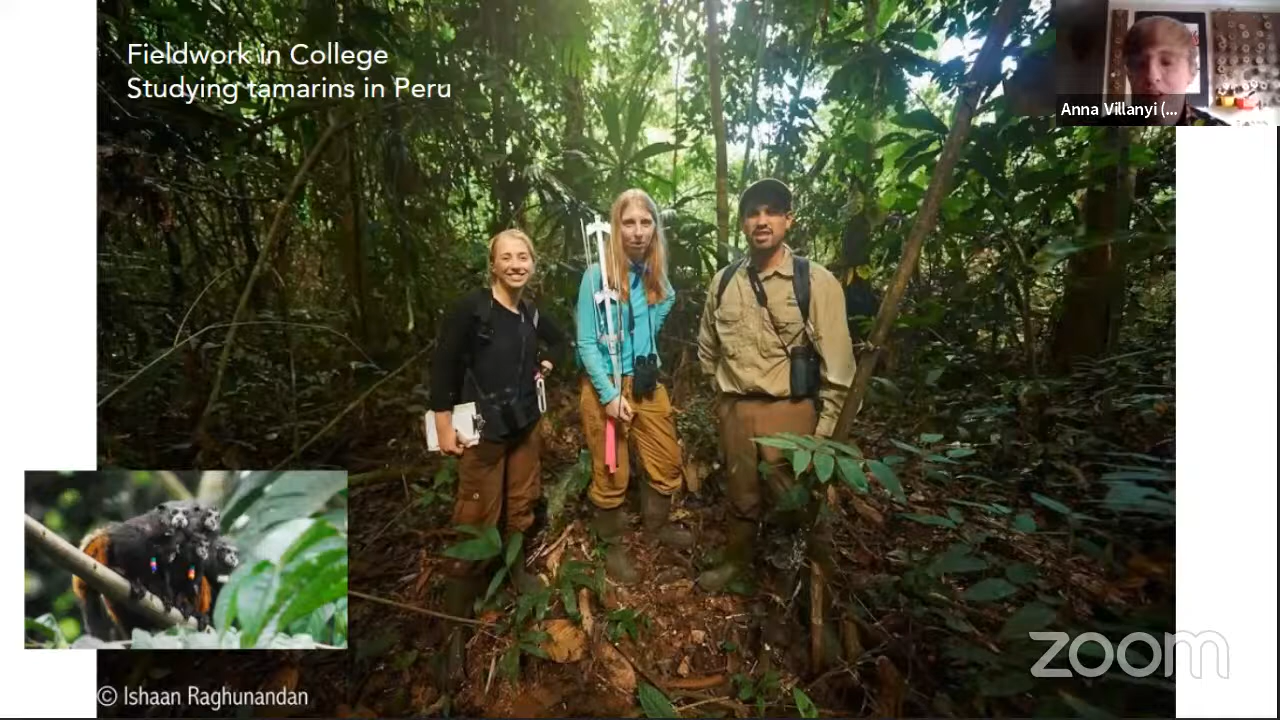 Fieldwork in College
Studying tamarins in Peru
Anna Villanyi (...
zoom
© Ishaan Raghunandan